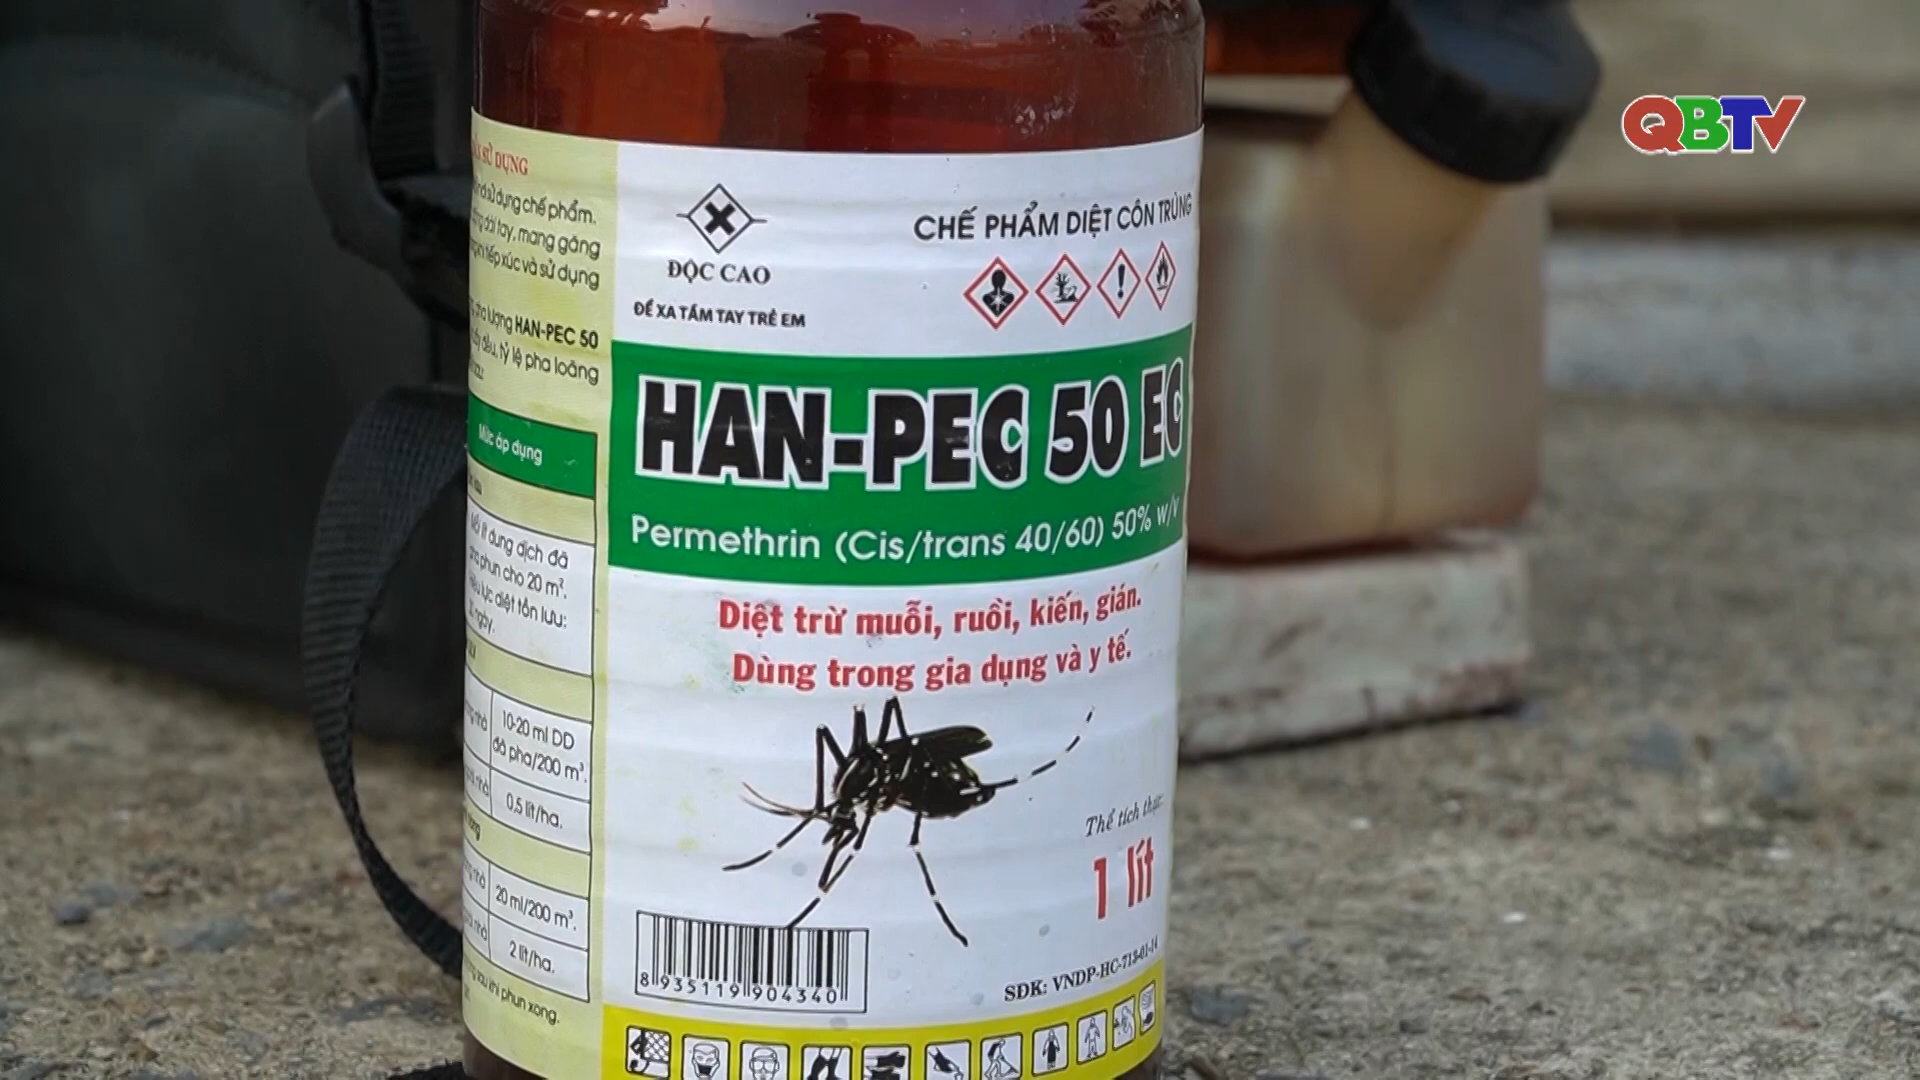 QBTV
SỬ DỤNG
sử dụng chế phẩm.
dài tay, mang găng
tiếp xúc và sử dụng
lượng HAN-PEC 50
đều, tỷ lệ pha loãng
Mức áp dụng
lít dung dịch đã
phun cho 20 m².
lực diệt tồn lưu:
ngày.
10-20 ml DD
đã pha/200 m³.
0,5 lít/ha.
20 ml/200 m³.
2 lít/ha.
sau khi phun xong.
ĐỘC CAO
ĐỂ XA TẦM TAY TRẺ EM
CHẾ PHẨM DIỆT CÔN TRÙNG
HAN-PEC 50 EC
Permethrin (Cis/trans 40/60) 50% w/v
Diệt trừ muỗi, ruồi, kiến, gián.
Dùng trong gia dụng và y tế.
Thể tích thực:
1 lít
8 935119 904340
SĐK: VNDP-HC-713-01-14